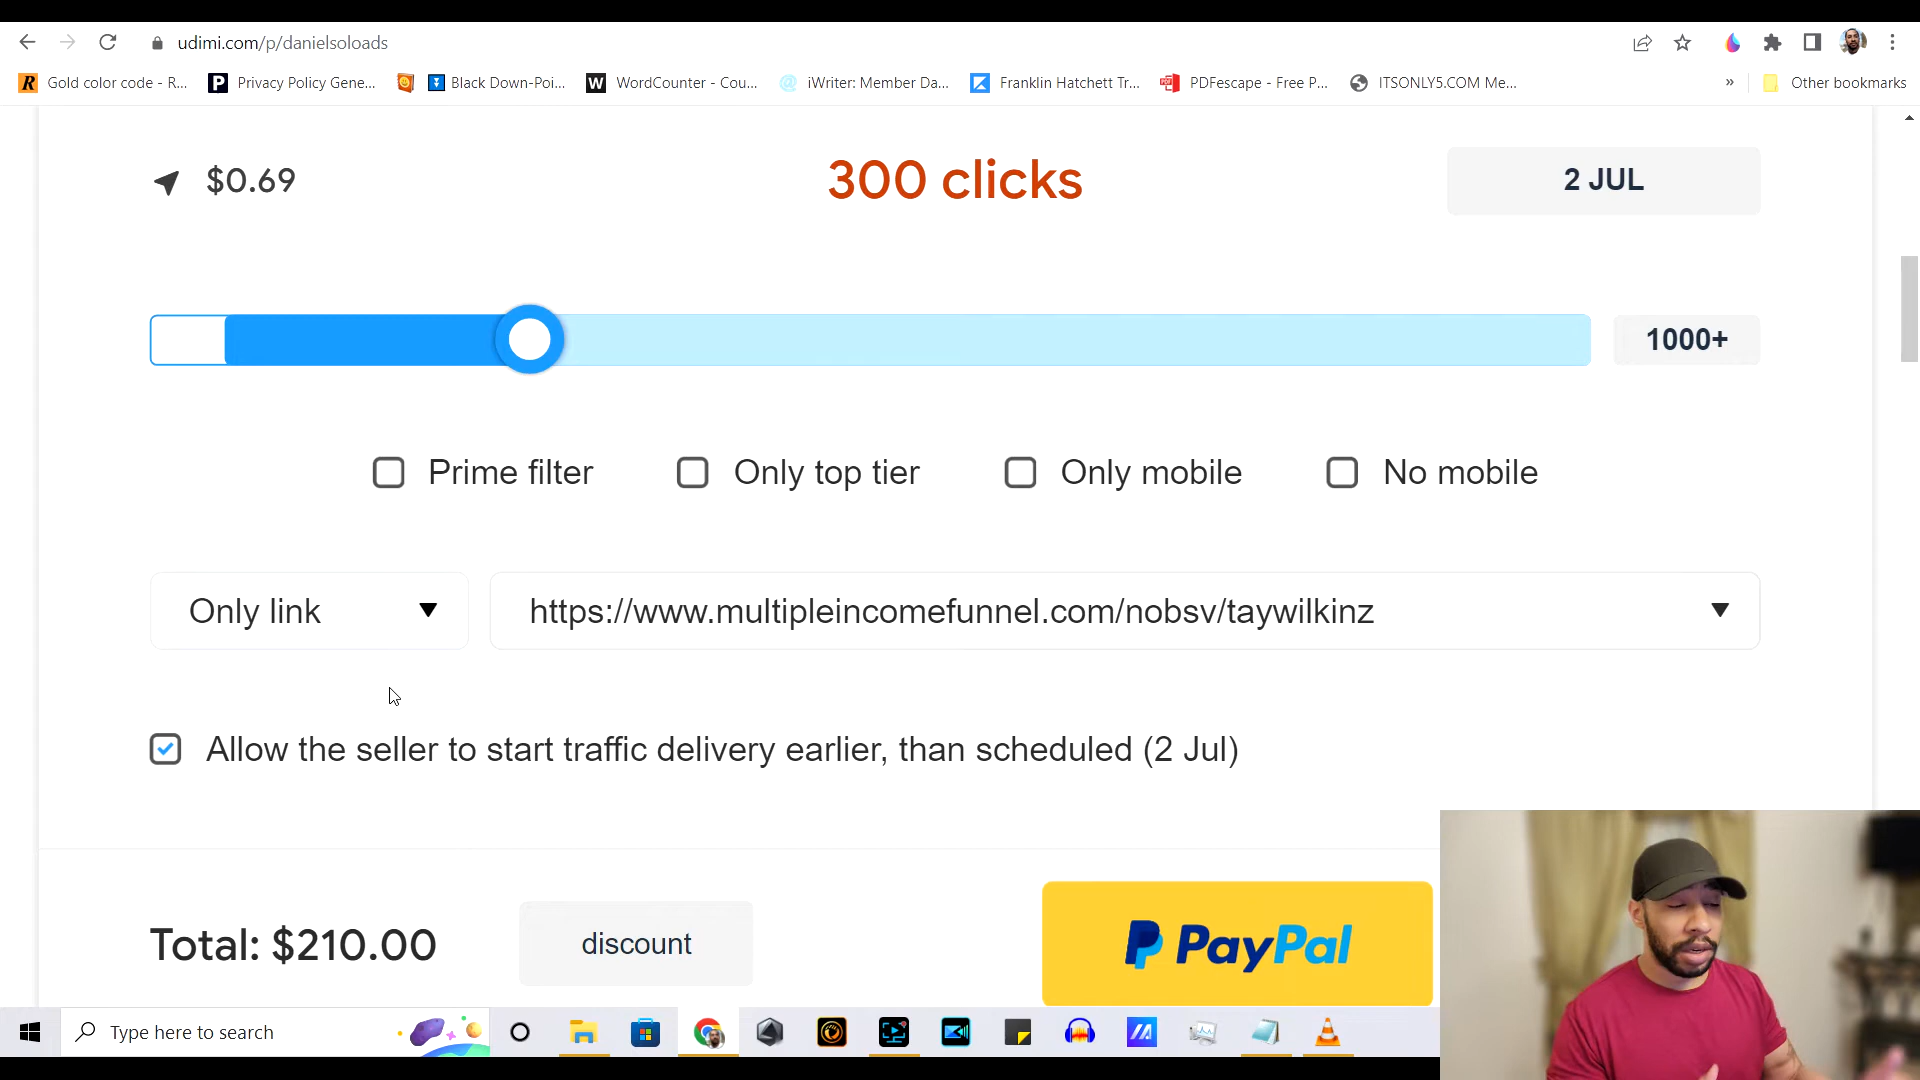 udimi.com/p/danielsoloads
Gold color code - R...
Privacy Policy Gene...
Black Down-Poi...
W WordCounter - Cou...
iWriter: Member Da...
Franklin Hatchett Tr...
PDFescape - Free P...
ITSONLY5.COM Me...
»
Other bookmarks
$0.69
300 clicks
2 JUL
1000+
Prime filter
Only top tier
Only mobile
No mobile
Only link
https://www.multipleincomefunnel.com/nobsv/taywilkinz
Allow the seller to start traffic delivery earlier, than scheduled (2 Jul)
Total: $210.00
discount
PayPal
Type here to search